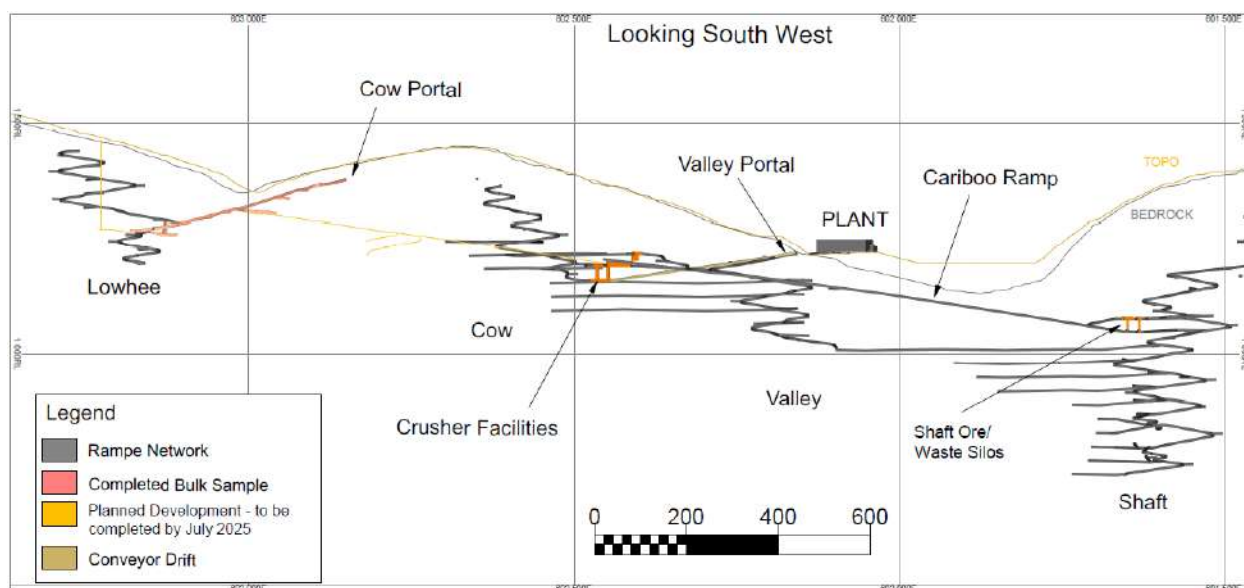 803 000E
802 500E
802 000E
801 500E
Looking South West
Cow Portal
Valley Portal
Cariboo Ramp
TOPO
PLANT
BEDROCK
Lowhee
Cow
Valley
Crusher Facilities
Shaft Ore/
Waste Silos
Shaft
Legend
Rampe Network
Completed Bulk Sample
Planned Development - to be
completed by July 2025
Conveyor Drift
0
200
400
600